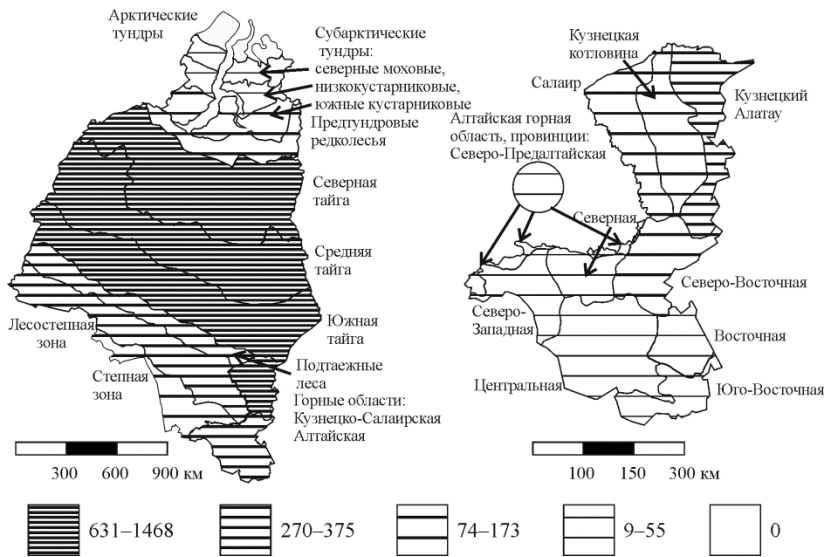 Арктические
тундры
Субарктические
тундры:
северные моховые,
низкокустарниковые,
южные кустарниковые
Предтундровые
редколесья
Северная
тайга
Средняя
тайга
Южная
тайга
Лесостепная
зона
Степная
зона
Подтаежные
леса
Горные области:
Кузнецко-Салаирская
Алтайская
300 600 900 км
Кузнецкая
котловина
Салаир
Кузнецкий
Алатау
Алтайская горная
область, провинции:
Северо-Предалтайская
Северная
Северо-Восточная
Северо-
Западная
Восточная
Центральная
Юго-Восточная
100 150 300 км
631–1468 270–375 74–173 9–55 0